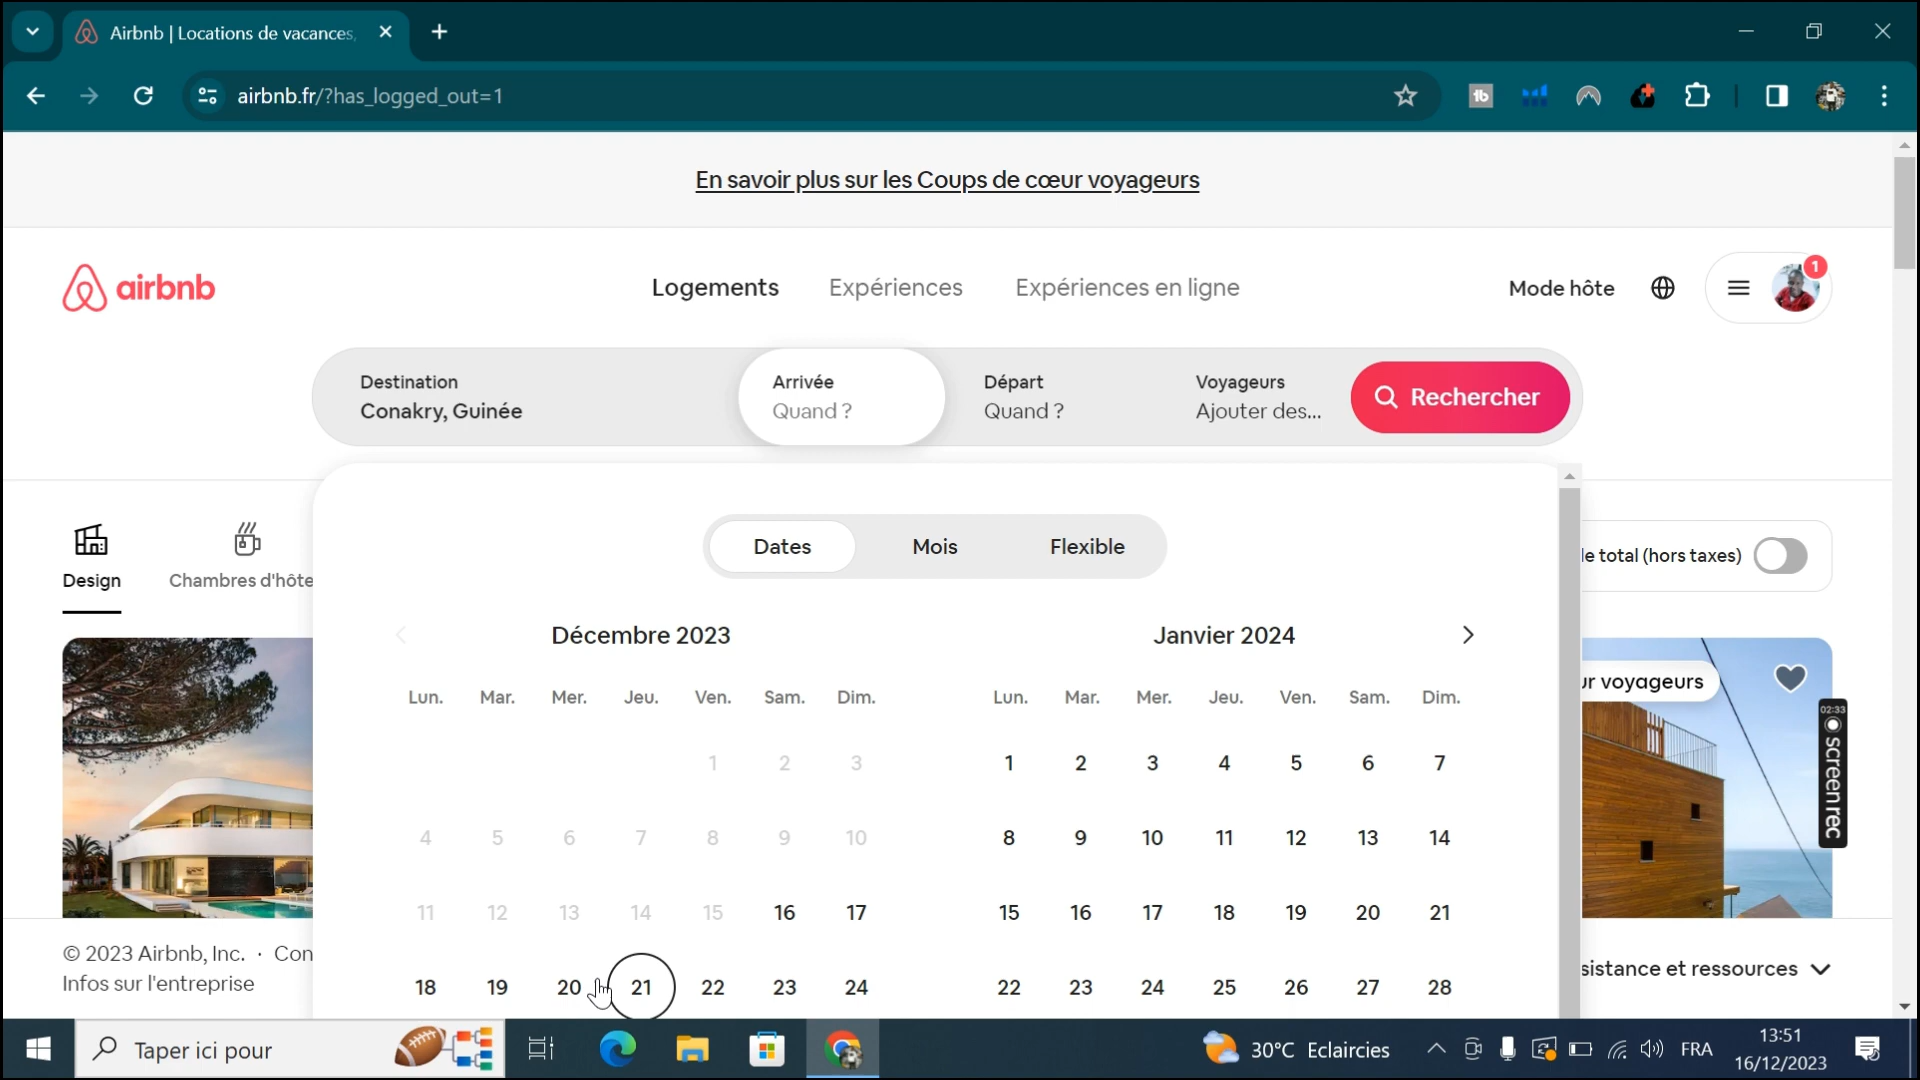 Airbnb | Locations de vacances,
airbnb.fr/?has_logged_out=1
En savoir plus sur les Coups de cœur voyageurs
airbnb
Logements
Expériences
Expériences en ligne
Mode hôte
1
Destination
Conakry, Guinée
Arrivée
Quand ?
Départ
Quand ?
Voyageurs
Ajouter des...
Rechercher
Design
Chambres d'hôte
Dates
Mois
Flexible
le total (hors taxes)
Décembre 2023
Lun. Mar. Mer. Jeu. Ven. Sam. Dim.
1 2 3
4 5 6 7 8 9 10
11 12 13 14 15 16 17
18 19 20 21 22 23 24
Janvier 2024
Lun. Mar. Mer. Jeu. Ven. Sam. Dim.
1 2 3 4 5 6 7
8 9 10 11 12 13 14
15 16 17 18 19 20 21
22 23 24 25 26 27 28
ur voyageurs
02:33
screen rec
© 2023 Airbnb, Inc. · Con
Infos sur l'entreprise
sistance et ressources
Taper ici pour
30°C Eclaircies
FRA
13:51
16/12/2023